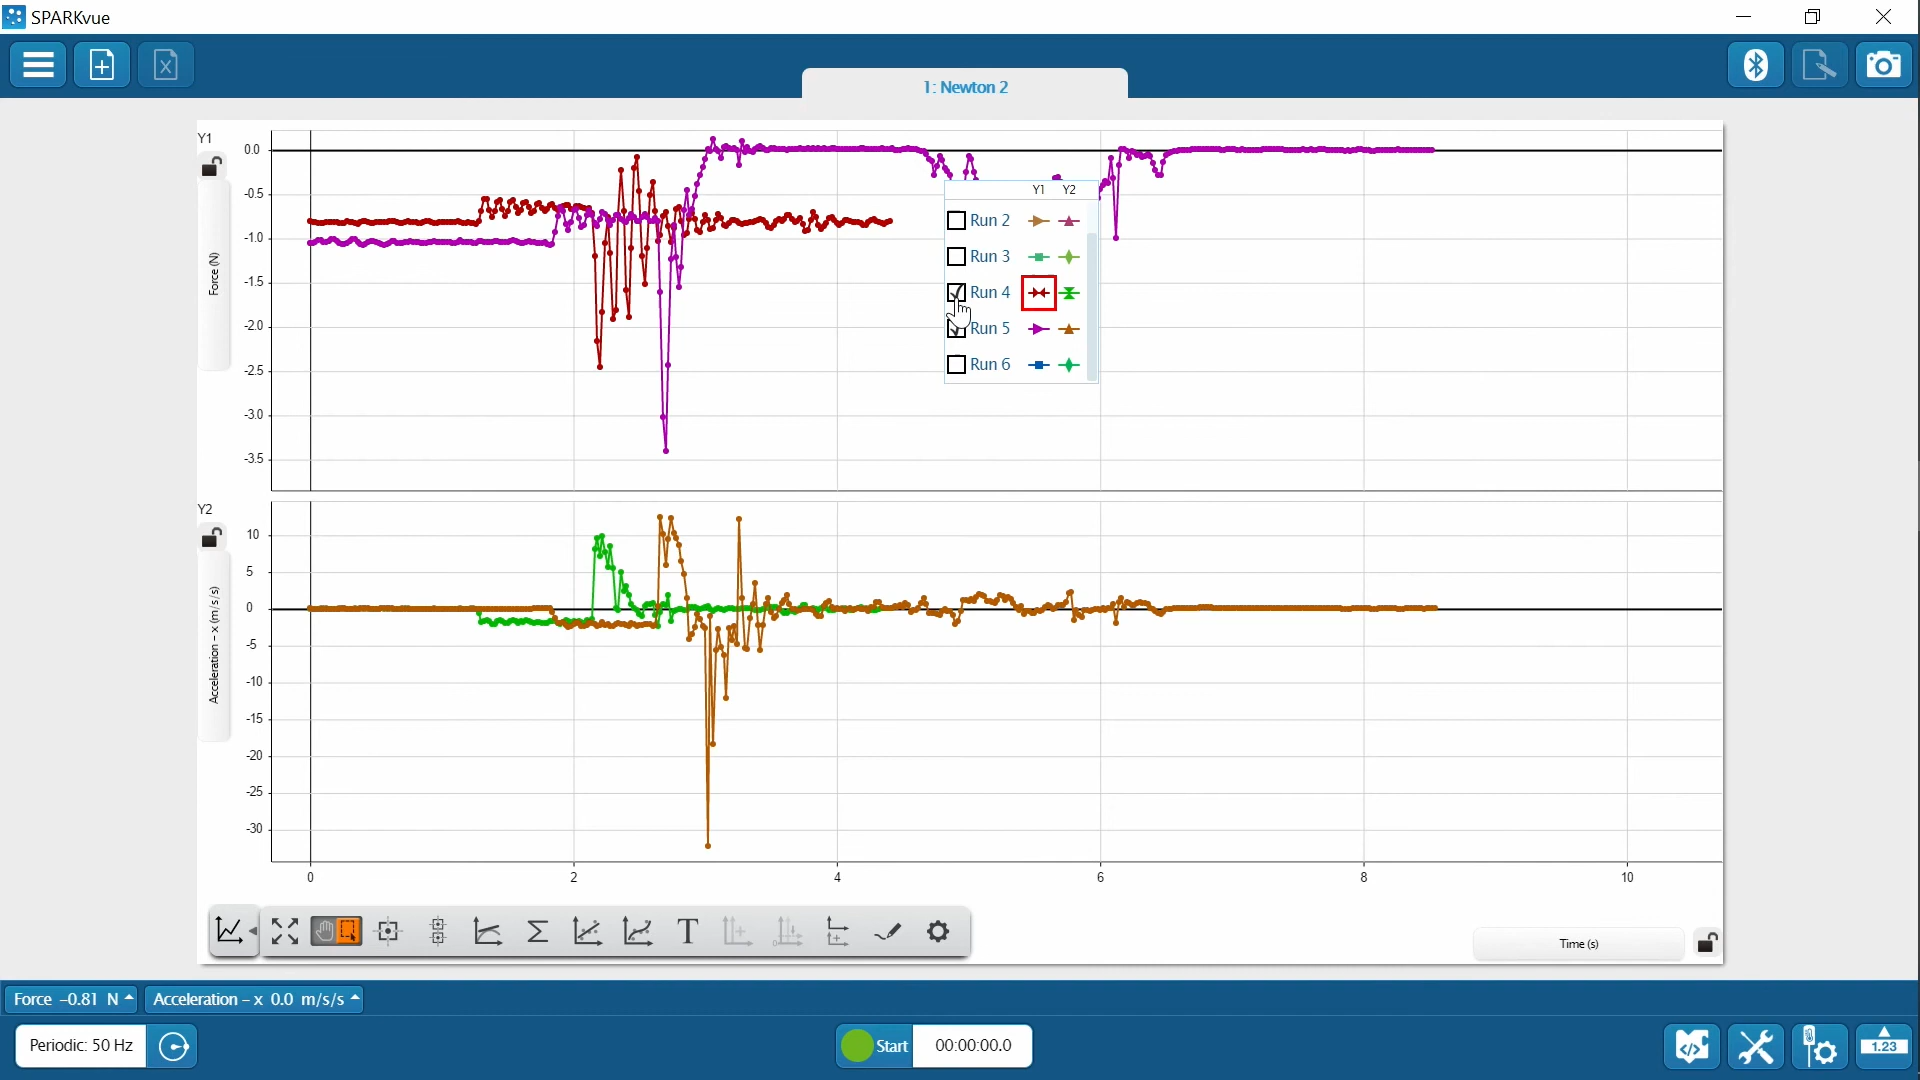 SPARKvue
1: Newton 2
Y1
0.0
-0.5
-1.0
-1.5
-2.0
-2.5
-3.0
-3.5
Force (N)
Y1 Y2
Run 2
Run 3
Run 4
Run 5
Run 6
Y2
10
5
0
-5
-10
-15
-20
-25
-30
Acceleration - x (m/s/s)
0 2 4 6 8 10
Time (s)
Force -0.81 N
Acceleration - x 0.0 m/s/s
Periodic: 50 Hz
Start 00:00:00.0
1.23